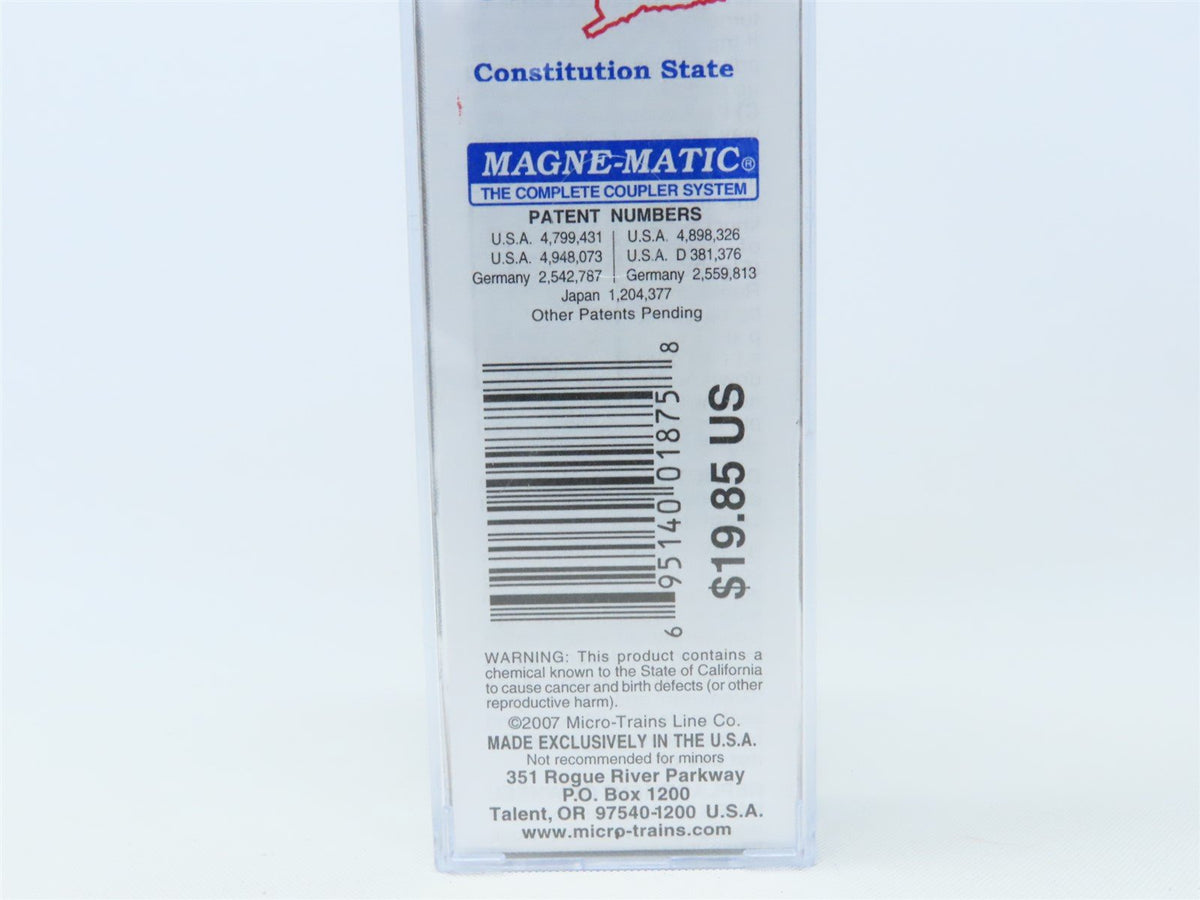 Constitution State
MAGNE-MATIC®
THE COMPLETE COUPLER SYSTEM
PATENT NUMBERS
U.S.A. 4,799,431 | U.S.A. 4,898,326
U.S.A. 4,948,073 | U.S.A. D 381,376
Germany 2,542,787 | Germany 2,559,813
Japan 1,204,377
Other Patents Pending
6 95140 01875 8
$19.85 US
WARNING: This product contains a
chemical known to the State of California
to cause cancer and birth defects (or other
reproductive harm).
©2007 Micro-Trains Line Co.
MADE EXCLUSIVELY IN THE U.S.A.
Not recommended for minors
351 Rogue River Parkway
P.O. Box 1200
Talent, OR 97540-1200 U.S.A.
www.micro-trains.com